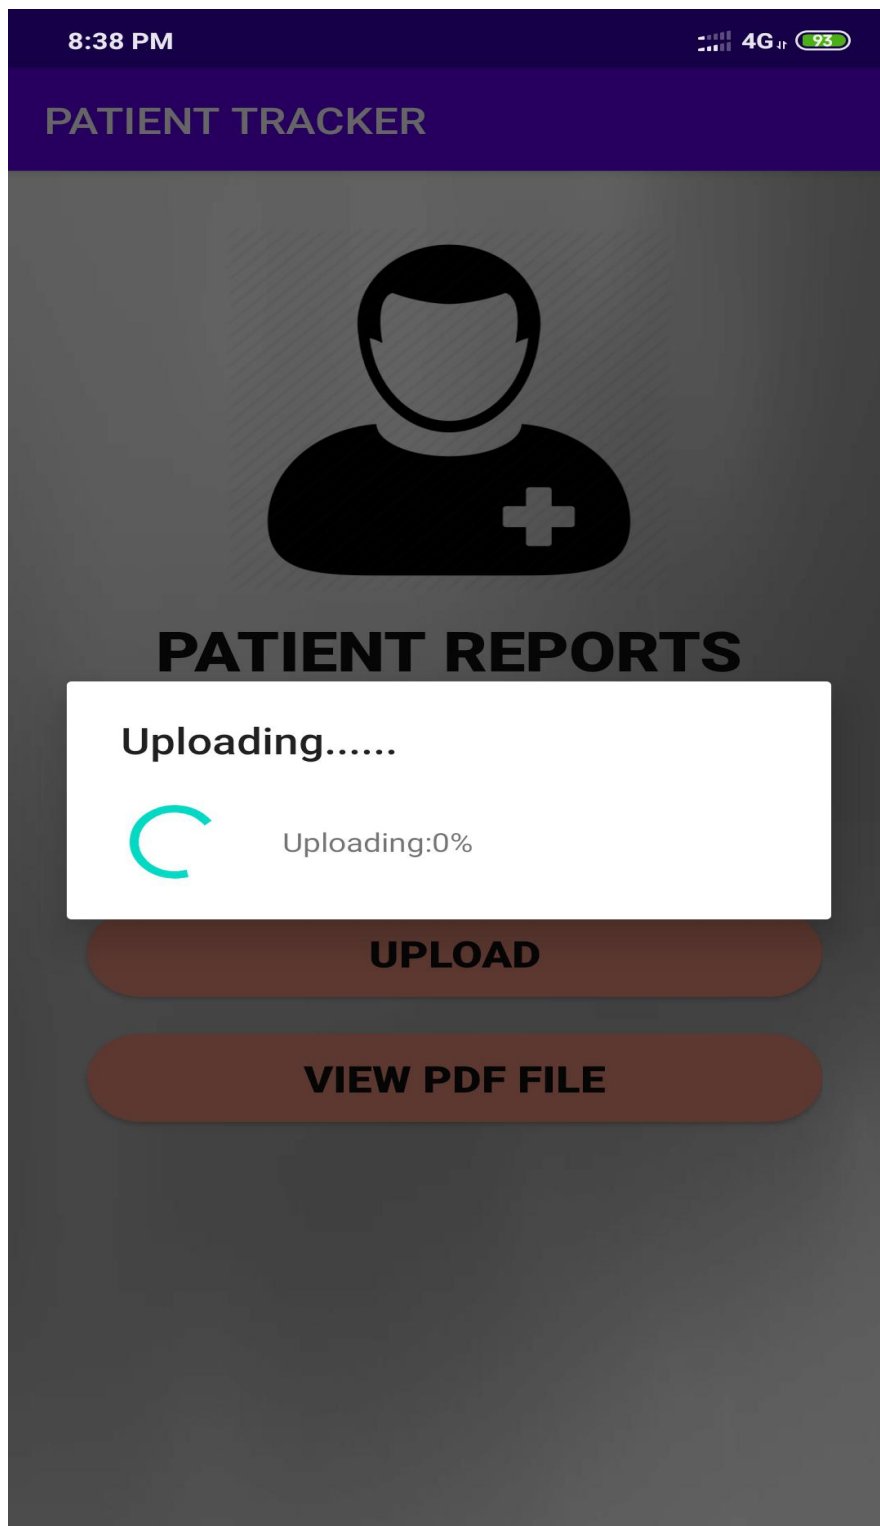 8:38 PM 4G 93
PATIENT TRACKER
PATIENT REPORTS
Uploading......
Uploading:0%
UPLOAD
VIEW PDF FILE